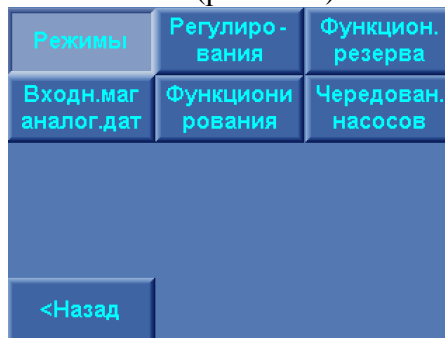 Режимы
Регулиро-
вания
Функцион.
резерва
Входн.маг
аналог.дат
Функциони
рования
Чередован.
насосов
<Назад